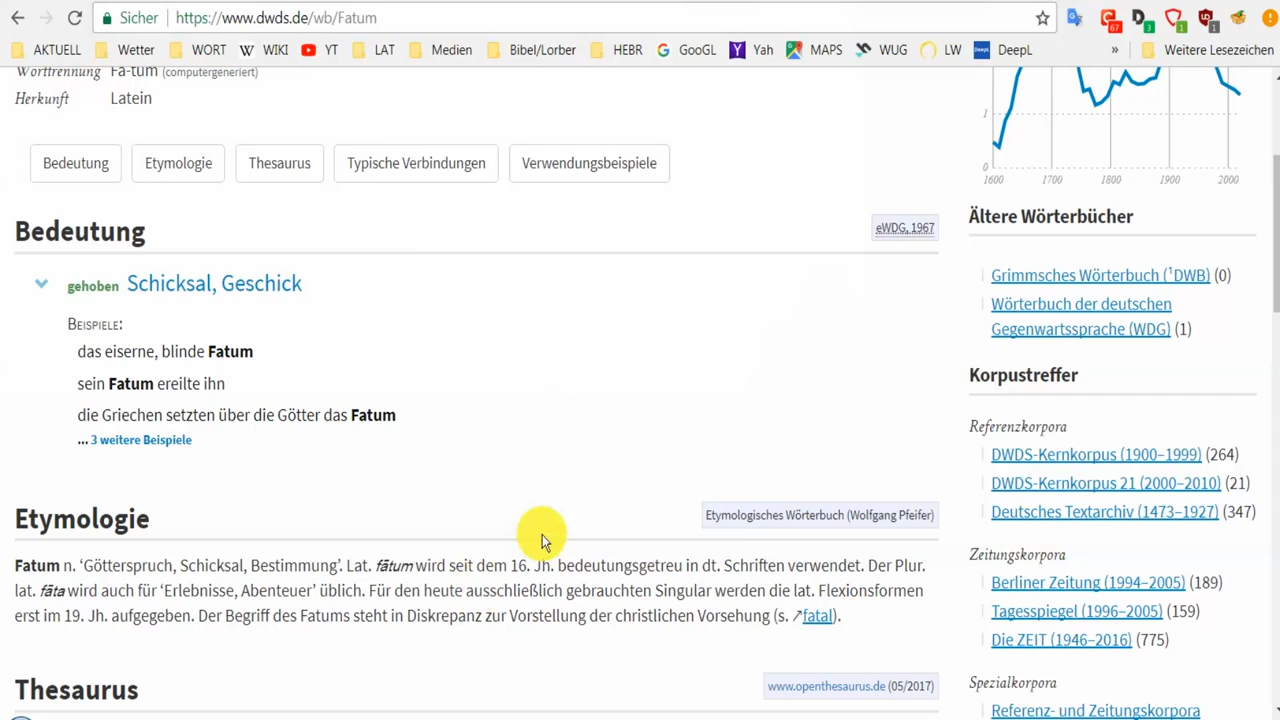 Sicher https://www.dwds.de/wb/Fatum
67 3 1 1
AKTUELL Wetter WORT WIKI YT LAT Medien Bibel/Lorber HEBR GooGL Yah MAPS WUG LW DeepL » Weitere Lesezeichen
Worttrennung Fa-tum (computergeneriert)
Herkunft Latein
Bedeutung Etymologie Thesaurus Typische Verbindungen Verwendungsbeispiele
Bedeutung
eWDG, 1967
gehoben Schicksal, Geschick
Beispiele:
das eiserne, blinde Fatum
sein Fatum ereilte ihn
die Griechen setzten über die Götter das Fatum
... 3 weitere Beispiele
Etymologie
Etymologisches Wörterbuch (Wolfgang Pfeifer)
Fatum n. ‘Götterspruch, Schicksal, Bestimmung’. Lat. fātum wird seit dem 16. Jh. bedeutungsgetreu in dt. Schriften verwendet. Der Plur.
lat. fāta wird auch für ‘Erlebnisse, Abenteuer’ üblich. Für den heute ausschließlich gebrauchten Singular werden die lat. Flexionsformen
erst im 19. Jh. aufgegeben. Der Begriff des Fatums steht in Diskrepanz zur Vorstellung der christlichen Vorsehung (s. ↗fatal).
Thesaurus
www.openthesaurus.de (05/2017)
1
0
1600 1700 1800 1900 2000
Ältere Wörterbücher
Grimmsches Wörterbuch (¹DWB) (0)
Wörterbuch der deutschen
Gegenwartssprache (WDG) (1)
Korpustreffer
Referenzkorpora
DWDS-Kernkorpus (1900–1999) (264)
DWDS-Kernkorpus 21 (2000–2010) (21)
Deutsches Textarchiv (1473–1927) (347)
Zeitungskorpora
Berliner Zeitung (1994–2005) (189)
Tagesspiegel (1996–2005) (159)
Die ZEIT (1946–2016) (775)
Spezialkorpora
Referenz- und Zeitungskorpora